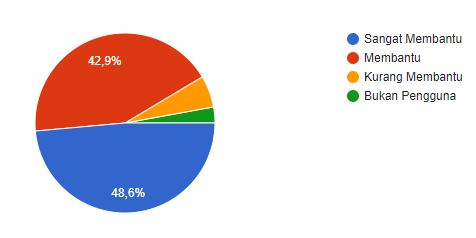 42,9%
48,6%
Sangat Membantu
Membantu
Kurang Membantu
Bukan Pengguna